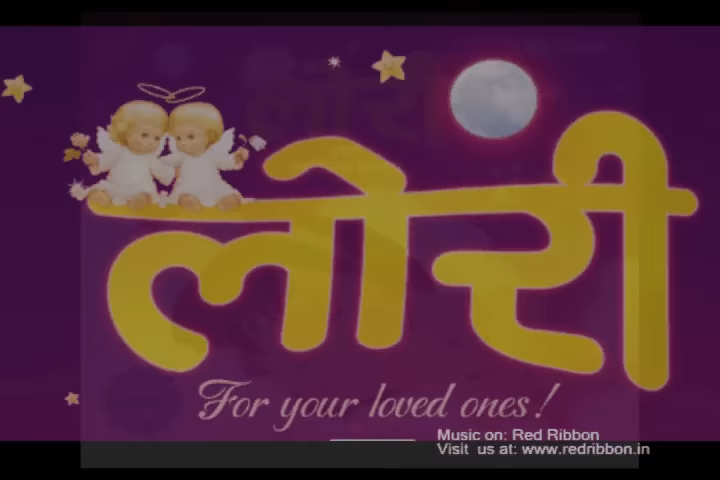 लोरी
For your loved ones!
Music on: Red Ribbon
Visit us at: www.redribbon.in